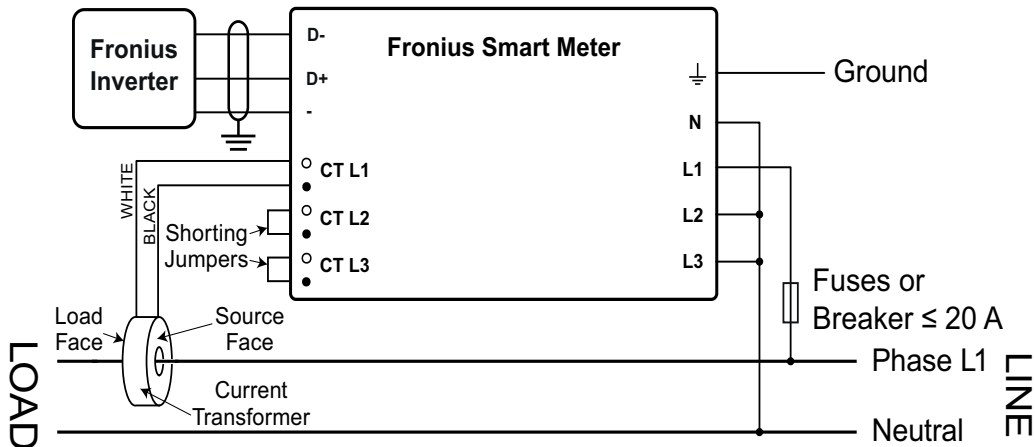 Fronius
Inverter
D-
D+
-
Fronius Smart Meter
Ground
N
L1
L2
L3
WHITE
BLACK
CT L1
CT L2
CT L3
Shorting
Jumpers
Fuses or
Breaker ≤ 20 A
Load
Face
Source
Face
Current
Transformer
LOAD
Phase L1
Neutral
LINE